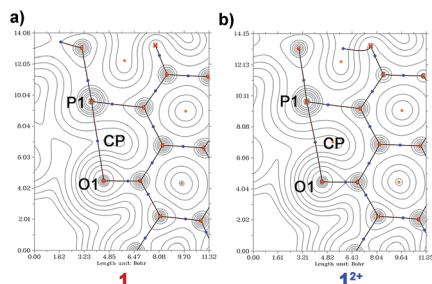 a)
b)
14.06
12.05
10.04
8.04
6.03
4.02
2.01
0.00
P1
CP
O1
0.00 1.62 3.23 4.85 6.47 8.08 9.70 11.32
Length unit: Bohr
1
14.15
12.13
10.11
8.08
6.06
4.04
2.02
0.00
P1
CP
O1
0.00 1.61 3.21 4.82 6.43 8.04 9.64 11.25
Length unit: Bohr
1²⁺